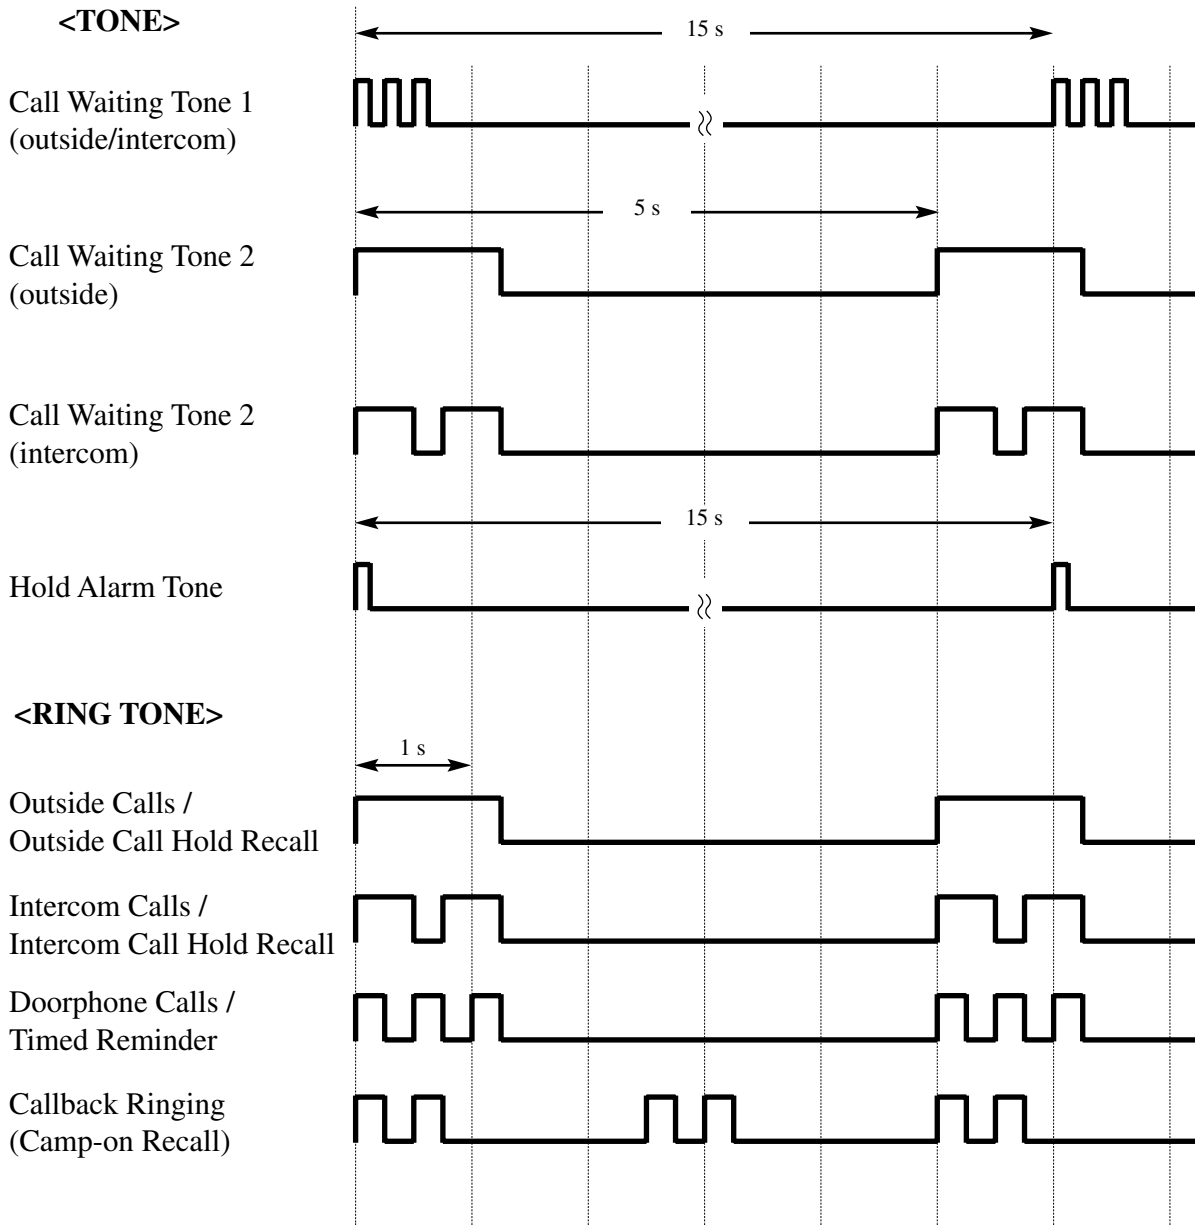 <TONE>
15 s
Call Waiting Tone 1
(outside/intercom)
5 s
Call Waiting Tone 2
(outside)
Call Waiting Tone 2
(intercom)
15 s
Hold Alarm Tone
<RING TONE>
1 s
Outside Calls /
Outside Call Hold Recall
Intercom Calls /
Intercom Call Hold Recall
Doorphone Calls /
Timed Reminder
Callback Ringing
(Camp-on Recall)